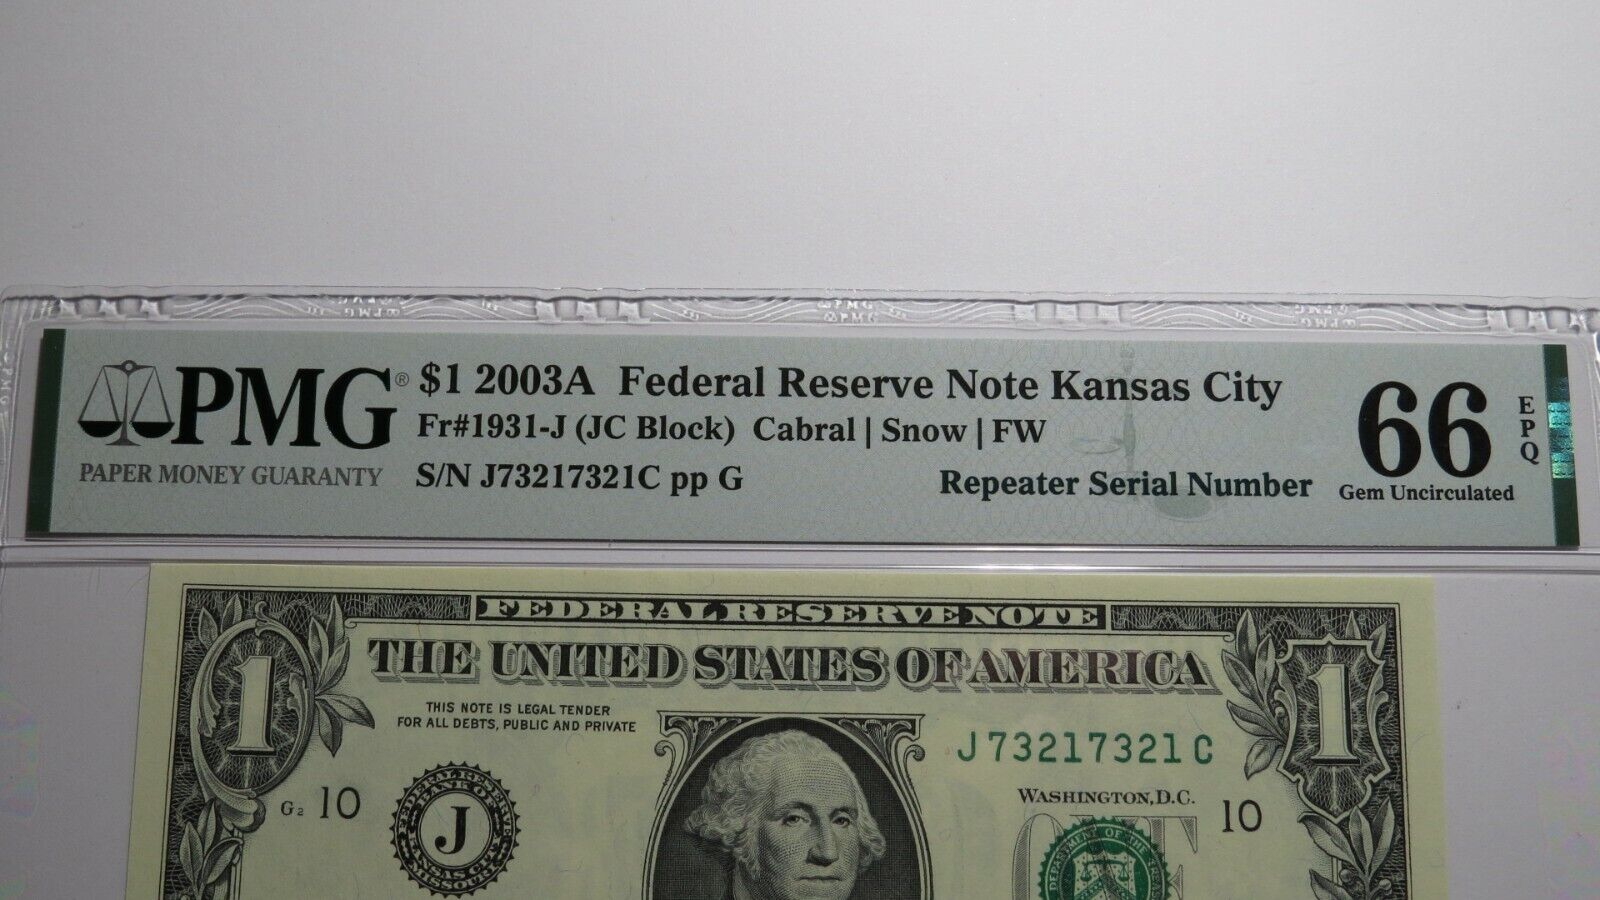 PMG® $1 2003A Federal Reserve Note Kansas City
Fr#1931-J (JC Block) Cabral | Snow | FW
PAPER MONEY GUARANTY
S/N J73217321C pp G
Repeater Serial Number
66
EPQ
Gem Uncirculated
FEDERAL RESERVE NOTE
THE UNITED STATES OF AMERICA
1
1
THIS NOTE IS LEGAL TENDER
FOR ALL DEBTS, PUBLIC AND PRIVATE
J 73217321 C
WASHINGTON, D.C.
G2 10
10
J